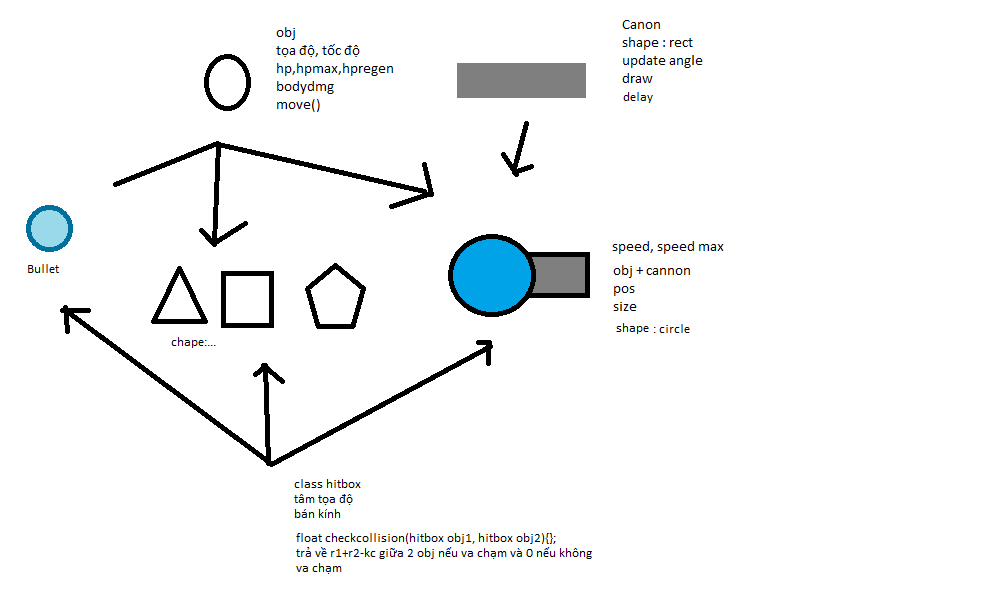 obj
tọa độ, tốc độ
hp,hpmax,hpregen
bodydmg
move()
Canon
shape : rect
update angle
draw
delay
Bullet
chape:...
speed, speed max
obj + cannon
pos
size
shape : circle
class hitbox
tâm tọa độ
bán kính
float checkcollision(hitbox obj1, hitbox obj2){};
trả về r1+r2-kc giữa 2 obj nếu va chạm và 0 nếu không
va chạm